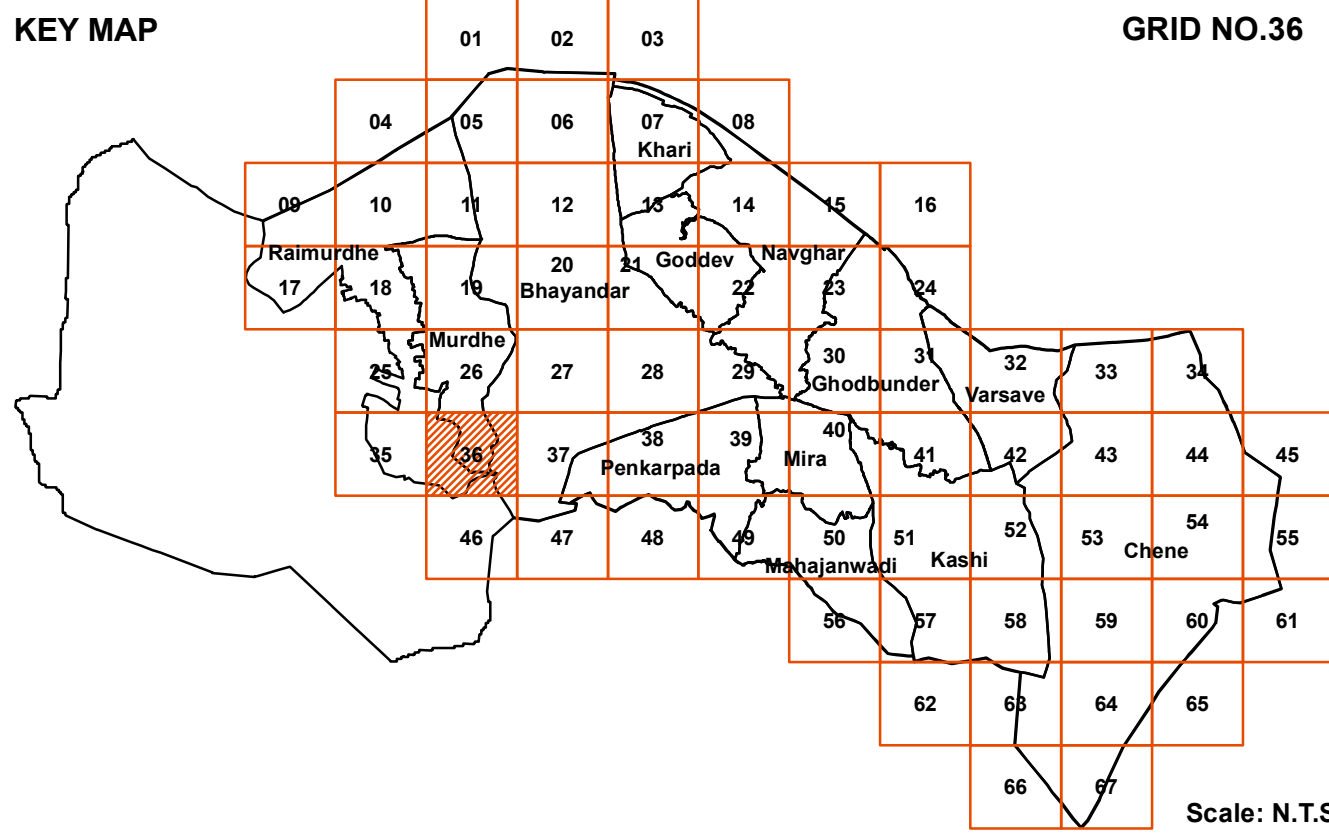 KEY MAP
GRID NO.36
01 02 03
04 05 06 07 08
Khari
09 10 11 12 13 14 15 16
Raimurdhe Goddev Navghar
17 18 19 20 21 22 23 24
Bhayandar
Murdhe
25 26 27 28 29 30 31 32 33 34
Ghodbunder Varsave
35 36 37 38 39 40 41 42 43 44 45
Penkarpada Mira
46 47 48 49 50 51 52 53 54 55
Mahajanwadi Kashi Chene
56 57 58 59 60 61
62 63 64 65
66 67
Scale: N.T.S